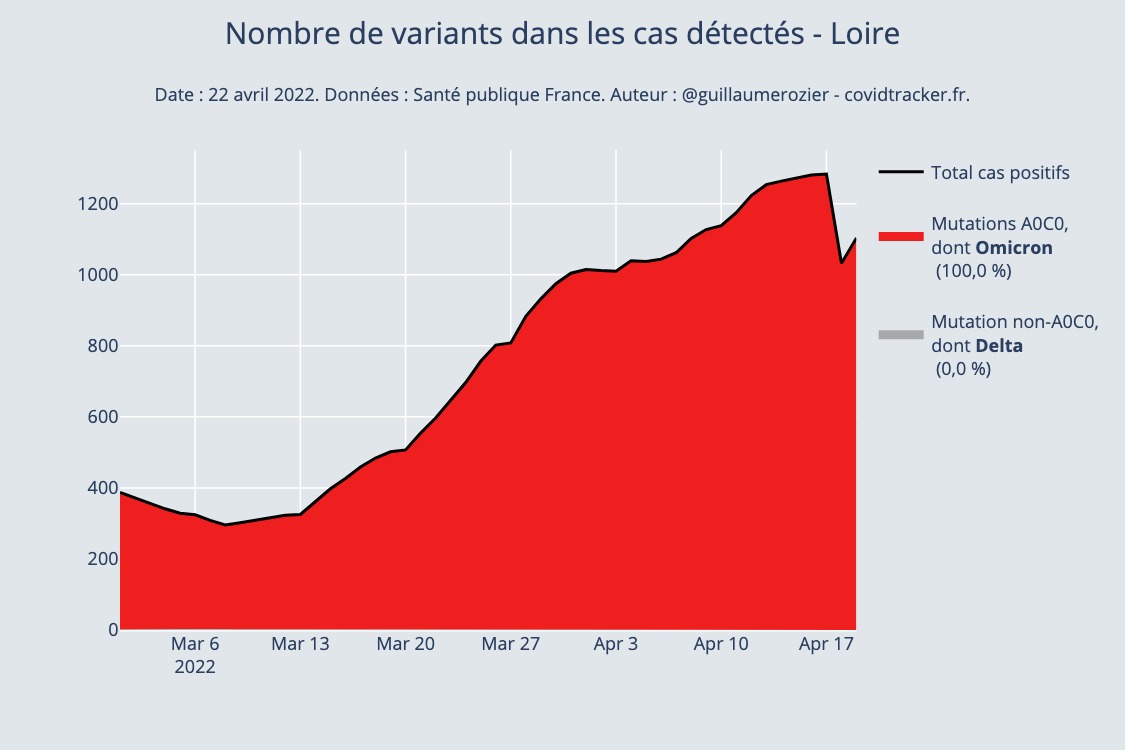 Nombre de variants dans les cas détectés - Loire
Date : 22 avril 2022. Données : Santé publique France. Auteur : @guillaumerozier - covidtracker.fr.
Total cas positifs
Mutations A0C0,
dont Omicron
(100,0 %)
Mutation non-A0C0,
dont Delta
(0,0 %)
1200
1000
800
600
400
200
0
Mar 6
2022
Mar 13
Mar 20
Mar 27
Apr 3
Apr 10
Apr 17